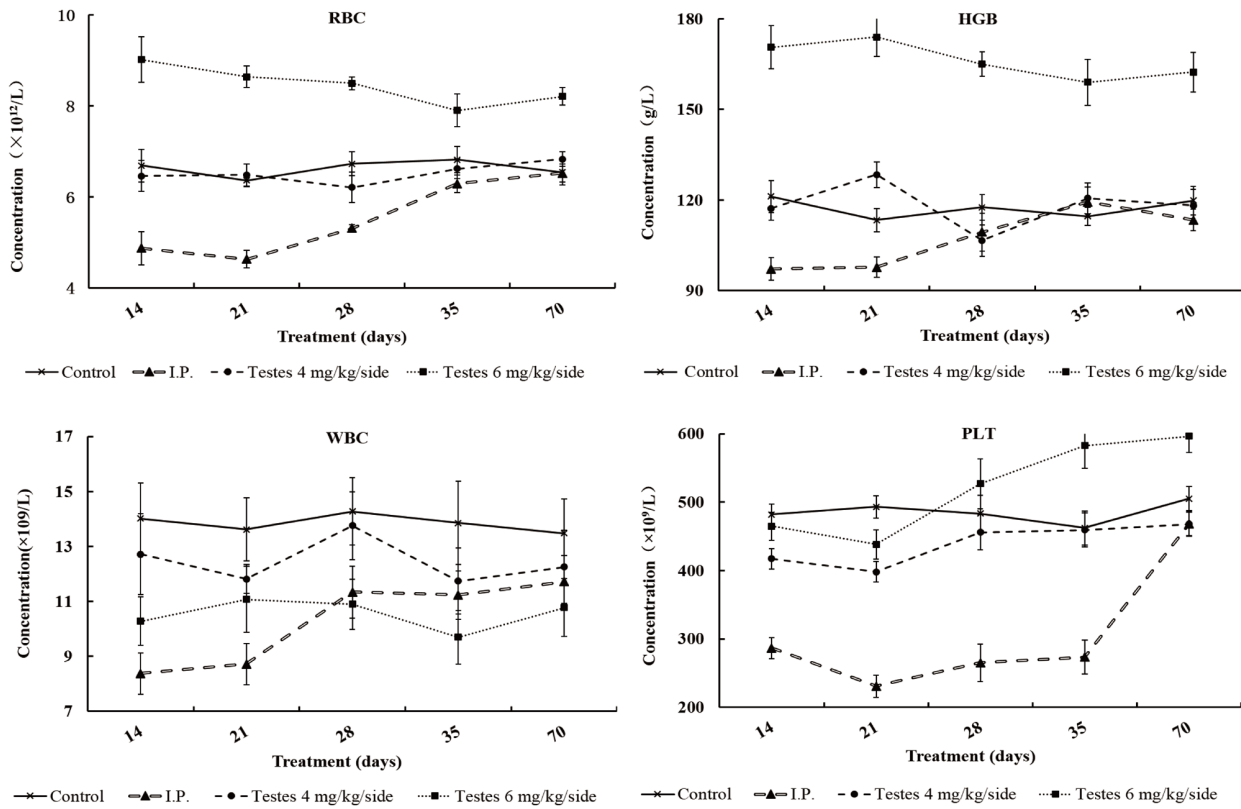 RBC
Concentration (×10¹²/L)
10
8
6
4
14
21
28
35
70
Treatment (days)
Control
I.P.
Testes 4 mg/kg/side
Testes 6 mg/kg/side
HGB
Concentration (g/L)
180
150
120
90
14
21
28
35
70
Treatment (days)
Control
I.P.
Testes 4 mg/kg/side
Testes 6 mg/kg/side
WBC
Concentration(×109/L)
17
15
13
11
9
7
14
21
28
35
70
Treatment (days)
Control
I.P.
Testes 4 mg/kg/side
Testes 6 mg/kg/side
PLT
Concentration (×10⁹/L)
600
500
400
300
200
14
21
28
35
70
Treatment (days)
Control
I.P.
Testes 4 mg/kg/side
Testes 6 mg/kg/side